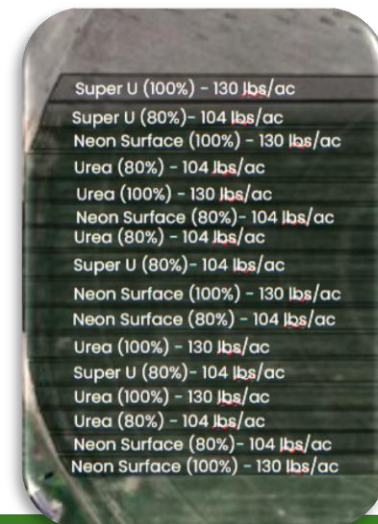 Super U (100%) - 130 lbs/ac
Super U (80%)- 104 lbs/ac
Neon Surface (100%) - 130 lbs/ac
Urea (80%) - 104 lbs/ac
Urea (100%) - 130 lbs/ac
Neon Surface (80%)- 104 lbs/ac
Urea (80%) - 104 lbs/ac
Super U (80%)- 104 lbs/ac
Neon Surface (100%) - 130 lbs/ac
Neon Surface (80%) - 104 lbs/ac
Urea (100%) - 130 lbs/ac
Super U (80%)- 104 lbs/ac
Urea (100%) - 130 lbs/ac
Urea (80%) - 104 lbs/ac
Neon Surface (80%)- 104 lbs/ac
Neon Surface (100%) - 130 lbs/ac